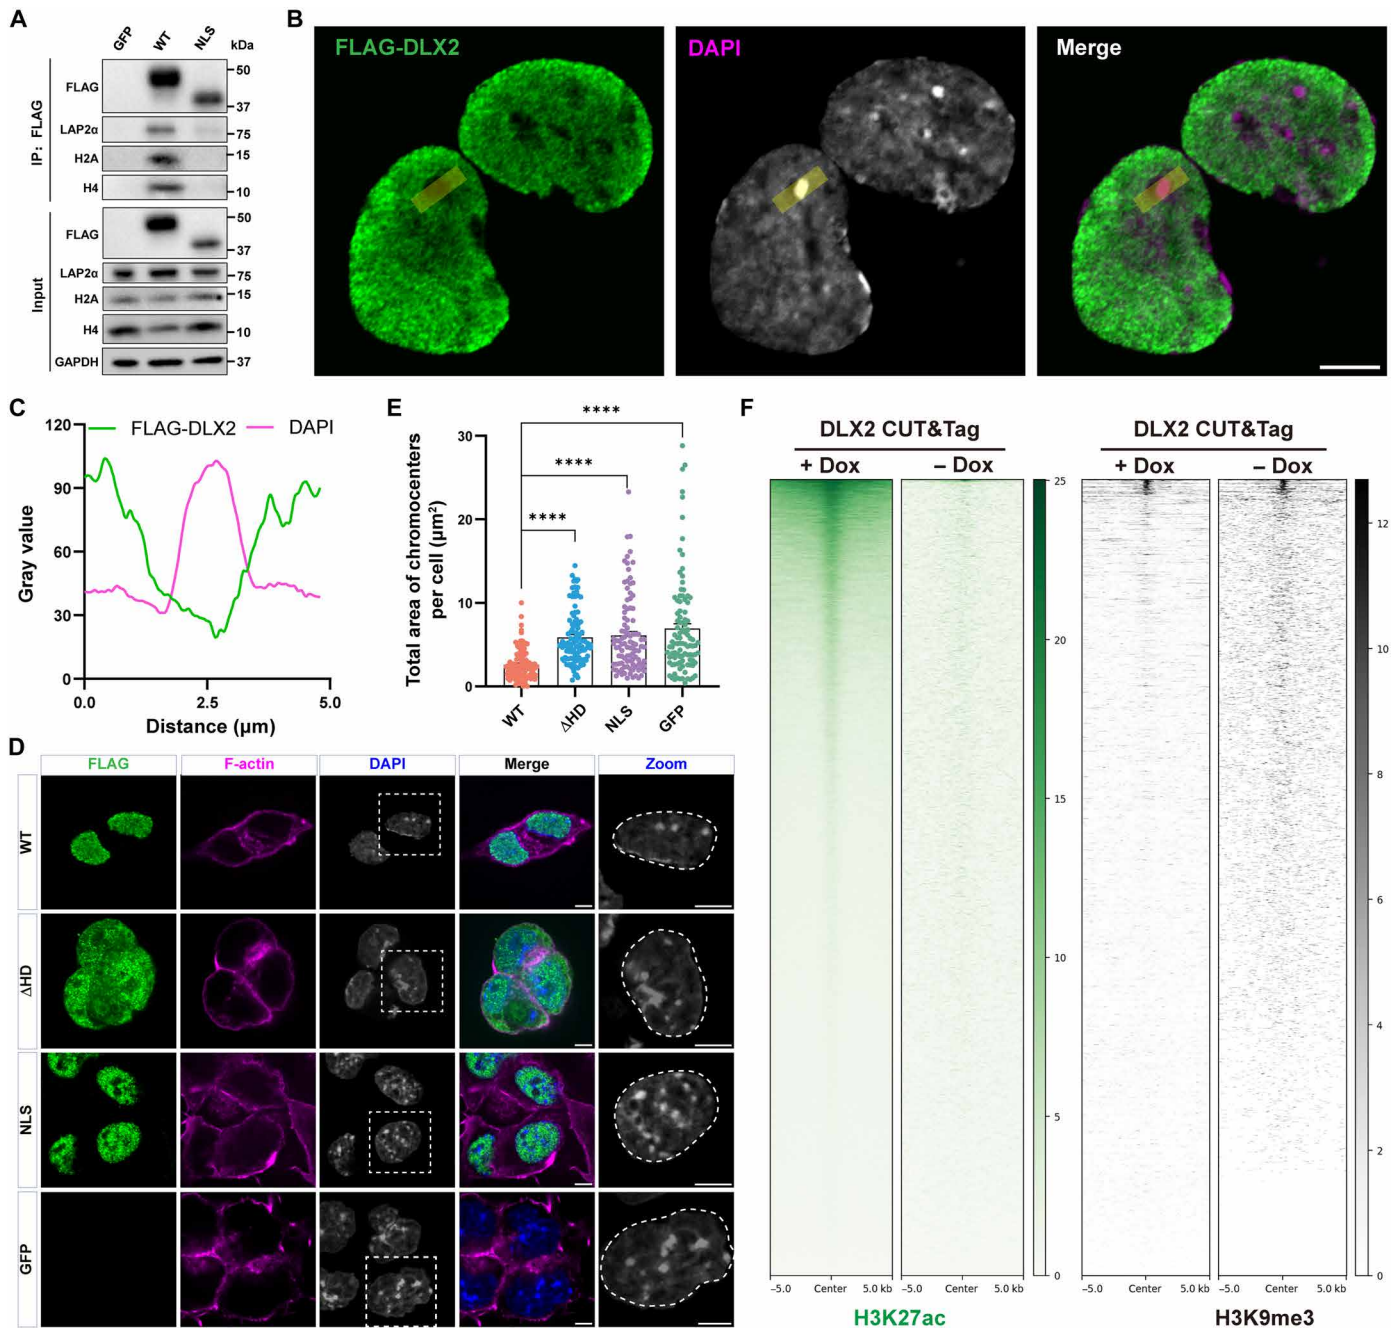 A
GFP
WT
NLS
kDa
IP: FLAG
FLAG
50
37
LAP2α
75
H2A
15
H4
10
Input
FLAG
50
37
LAP2α
75
H2A
15
H4
10
GAPDH
37
B
FLAG-DLX2
DAPI
Merge
C
FLAG-DLX2
DAPI
Gray value
120
90
60
30
0
0.0
2.5
5.0
Distance (µm)
E
Total area of chromocenters
per cell (µm²)
30
20
10
0
****
****
****
WT
ΔHD
NLS
GFP
D
FLAG
F-actin
DAPI
Merge
Zoom
WT
ΔHD
NLS
GFP
F
DLX2 CUT&Tag
+ Dox
– Dox
25
20
15
10
5
0
–5.0
Center
5.0 kb
–5.0
Center
5.0 kb
H3K27ac
DLX2 CUT&Tag
+ Dox
– Dox
12
10
8
6
4
2
0
–5.0
Center
5.0 kb
–5.0
Center
5.0 kb
H3K9me3